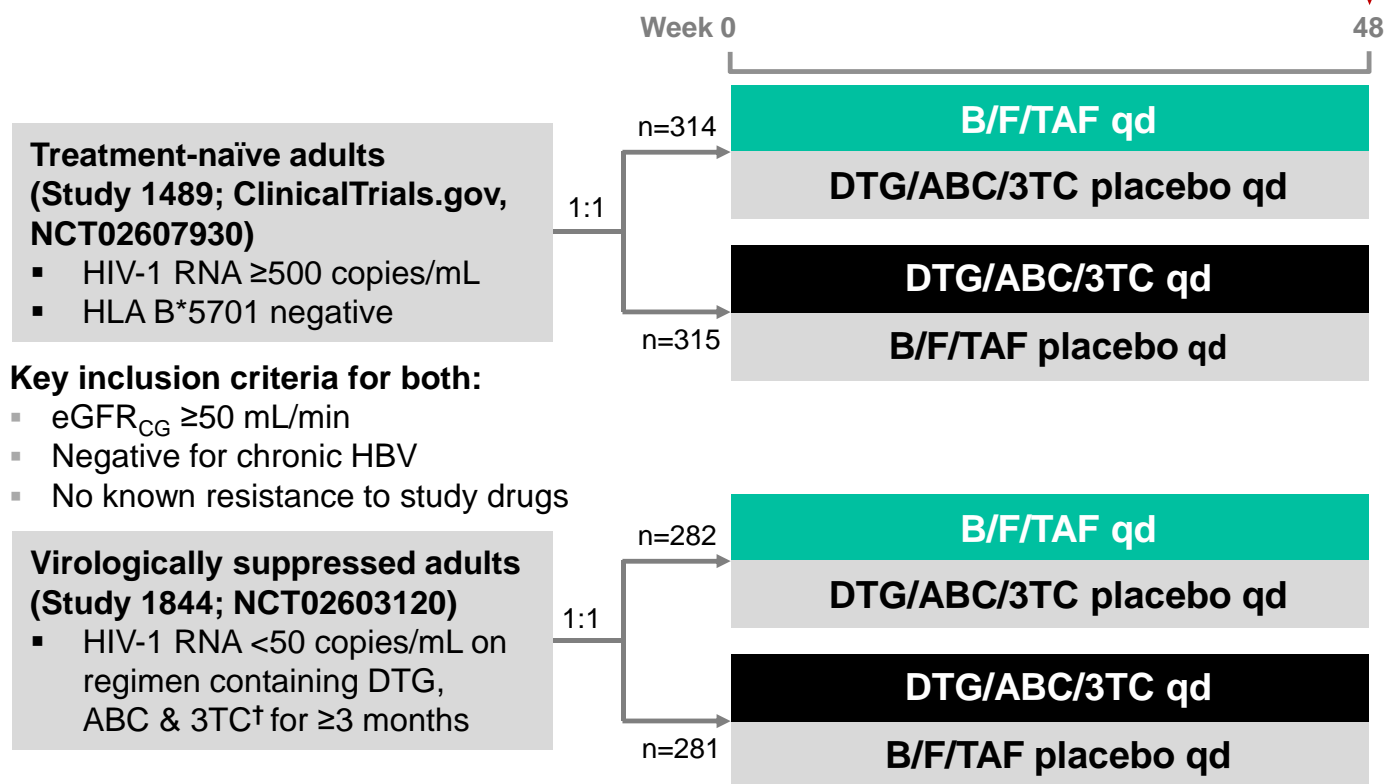 Week 0
48
Treatment-naïve adults
(Study 1489; ClinicalTrials.gov,
NCT02607930)
▪ HIV-1 RNA ≥500 copies/mL
▪ HLA B*5701 negative
1:1
n=314
B/F/TAF qd
DTG/ABC/3TC placebo qd
n=315
DTG/ABC/3TC qd
B/F/TAF placebo qd
Key inclusion criteria for both:
▪ eGFRCG ≥50 mL/min
▪ Negative for chronic HBV
▪ No known resistance to study drugs
Virologically suppressed adults
(Study 1844; NCT02603120)
▪ HIV-1 RNA <50 copies/mL on
regimen containing DTG,
ABC & 3TC† for ≥3 months
1:1
n=282
B/F/TAF qd
DTG/ABC/3TC placebo qd
n=281
DTG/ABC/3TC qd
B/F/TAF placebo qd